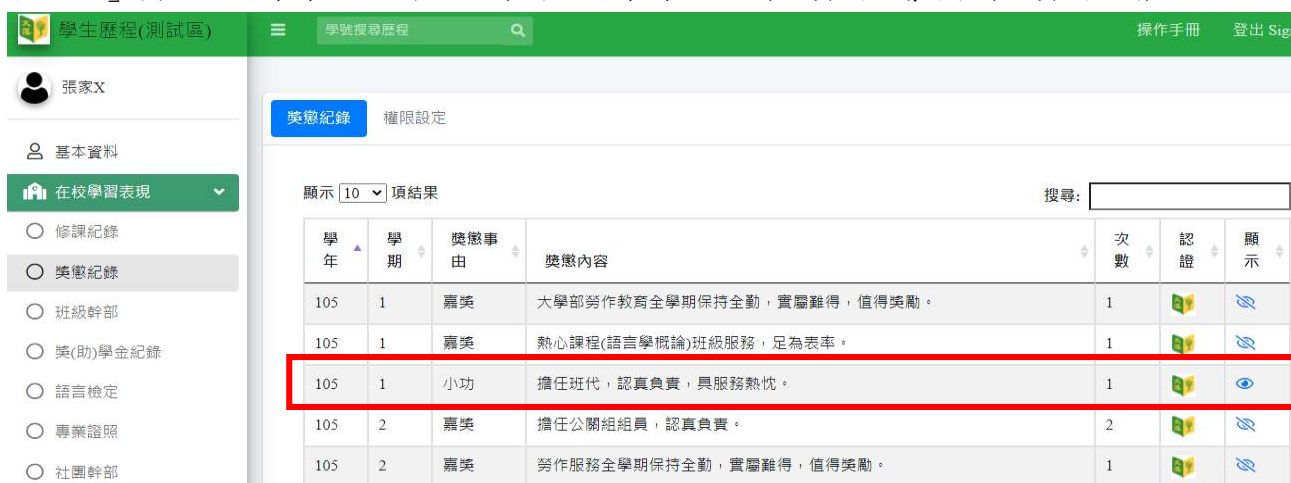 學生歷程(測試區)
學號搜尋歷程
操作手冊
登出 Sig
張家X
獎懲紀錄
權限設定
基本資料
在校學習表現
修課紀錄
獎懲紀錄
班級幹部
獎(助)學金紀錄
語言檢定
專業證照
社團幹部
顯示 10 項結果
搜尋:
學年 學期 獎懲事由 獎懲內容 次數 認證 顯示
105 1 嘉獎 大學部勞作教育全學期保持全勤，實屬難得，值得獎勵。 1
105 1 嘉獎 熱心課程(語言學概論)班級服務，足為表率。 1
105 1 小功 擔任班代，認真負責，具服務熱忱。 1
105 2 嘉獎 擔任公關組組員，認真負責。 2
105 2 嘉獎 勞作服務全學期保持全勤，實屬難得，值得獎勵。 1